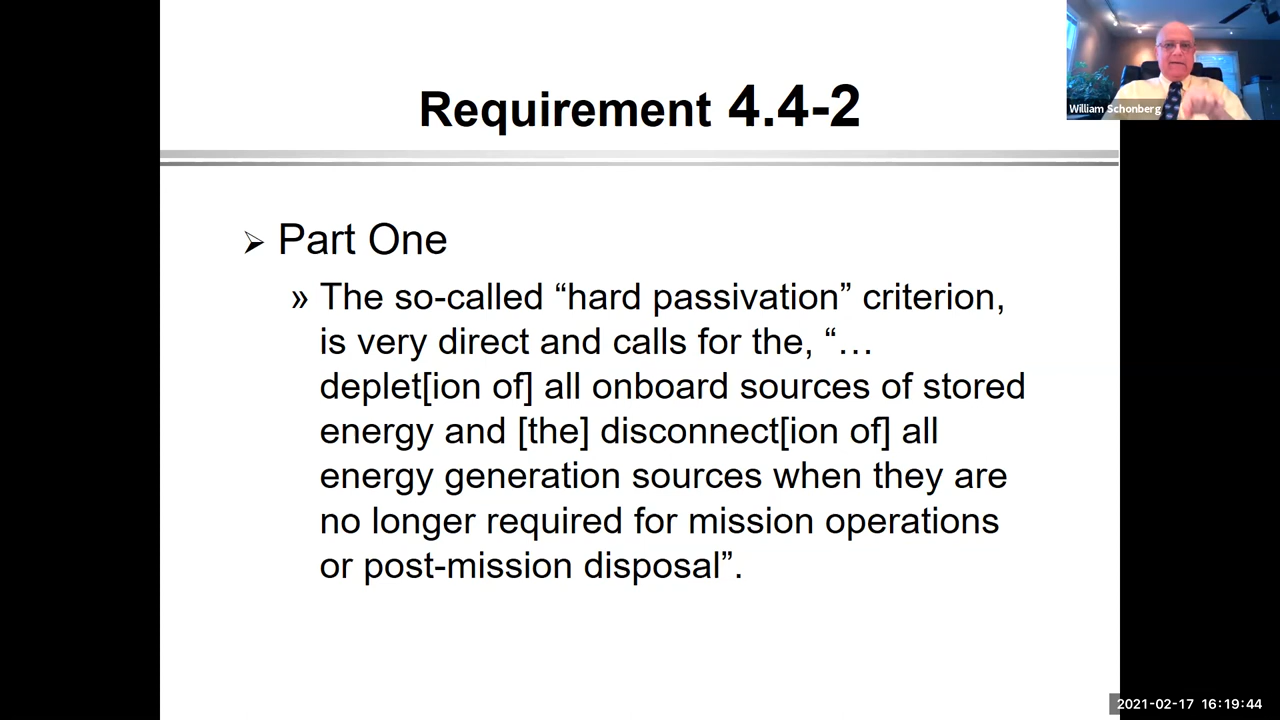 William Schonberg
Requirement 4.4-2
➢ Part One
» The so-called “hard passivation” criterion,
is very direct and calls for the, “…
deplet[ion of] all onboard sources of stored
energy and [the] disconnect[ion of] all
energy generation sources when they are
no longer required for mission operations
or post-mission disposal”.
2021-02-17 16:19:44